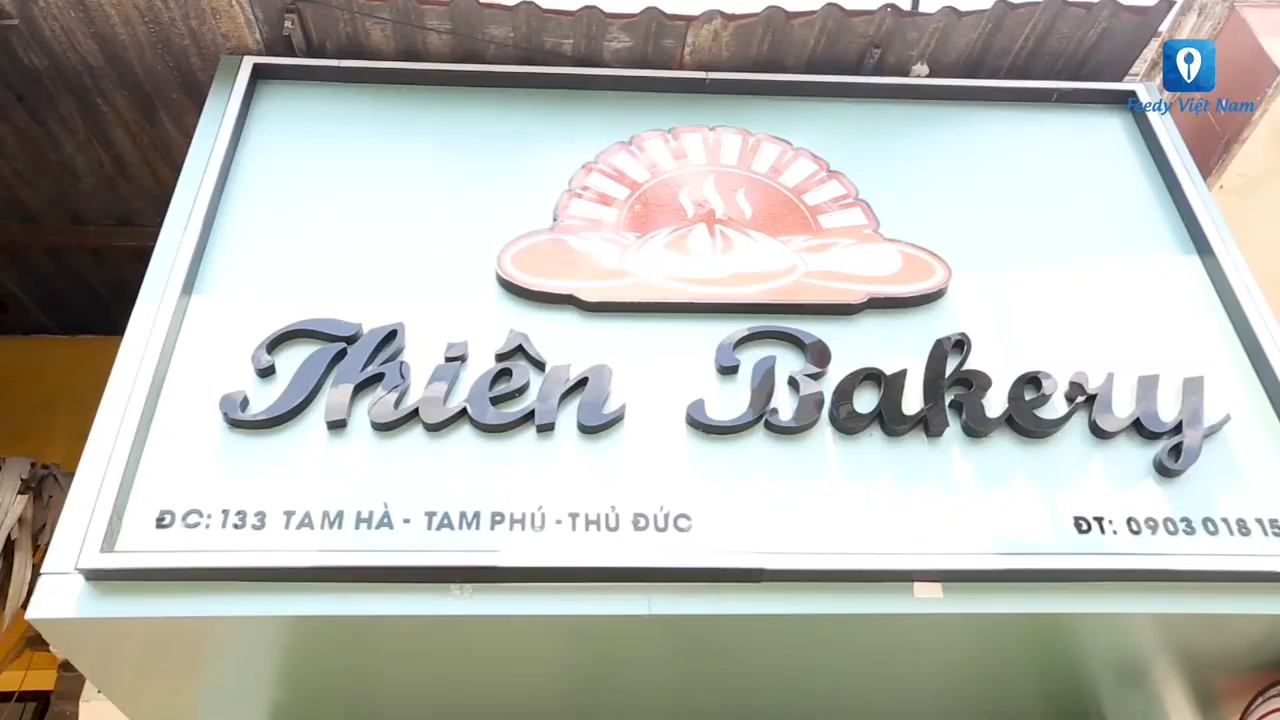 Feedy Việt Nam
Thiên Bakery
ĐC: 133 TAM HÀ - TAM PHÚ - THỦ ĐỨC
ĐT: 0903 018 15